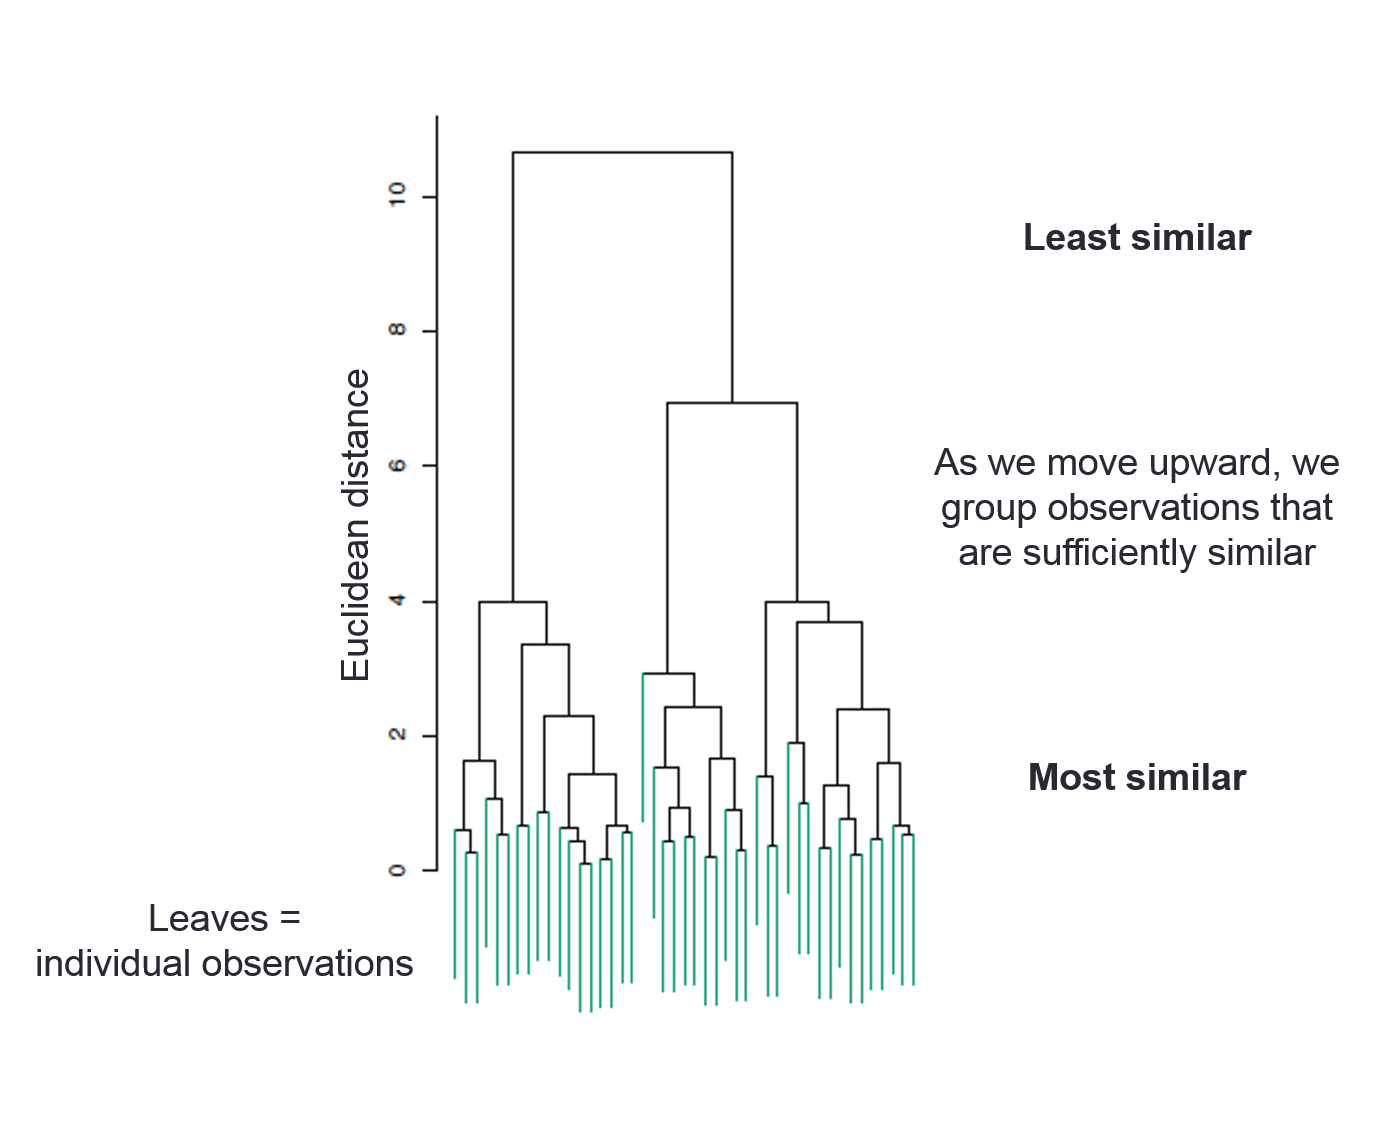 10
Least similar
8
Euclidean distance
6
As we move upward, we
group observations that
are sufficiently similar
4
2
Most similar
0
Leaves =
individual observations